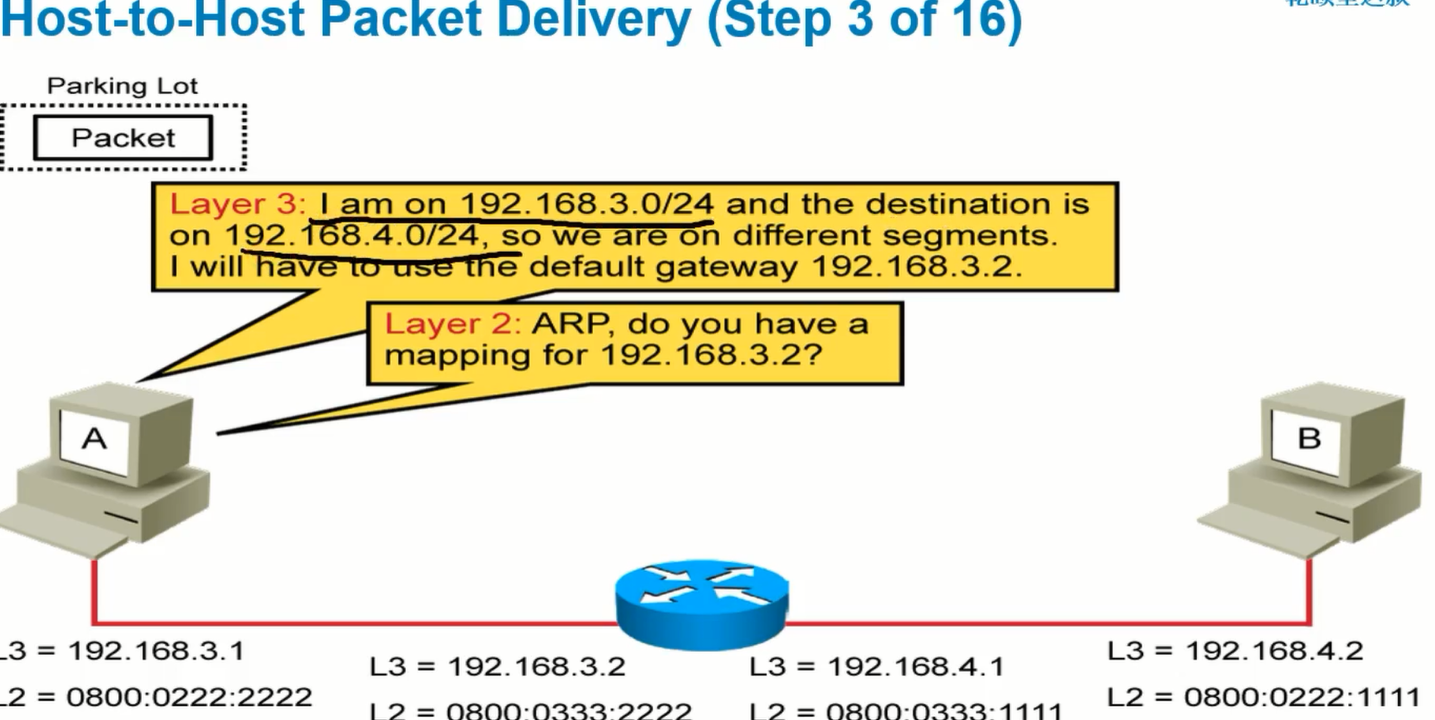 Host-to-Host Packet Delivery (Step 3 of 16)
Parking Lot
Packet
Layer 3: I am on 192.168.3.0/24 and the destination is
on 192.168.4.0/24, so we are on different segments.
I will have to use the default gateway 192.168.3.2.
Layer 2: ARP, do you have a
mapping for 192.168.3.2?
A
B
L3 = 192.168.3.1
L2 = 0800:0222:2222
L3 = 192.168.3.2
L2 = 0800:0333:2222
L3 = 192.168.4.1
L2 = 0800:0333:1111
L3 = 192.168.4.2
L2 = 0800:0222:1111